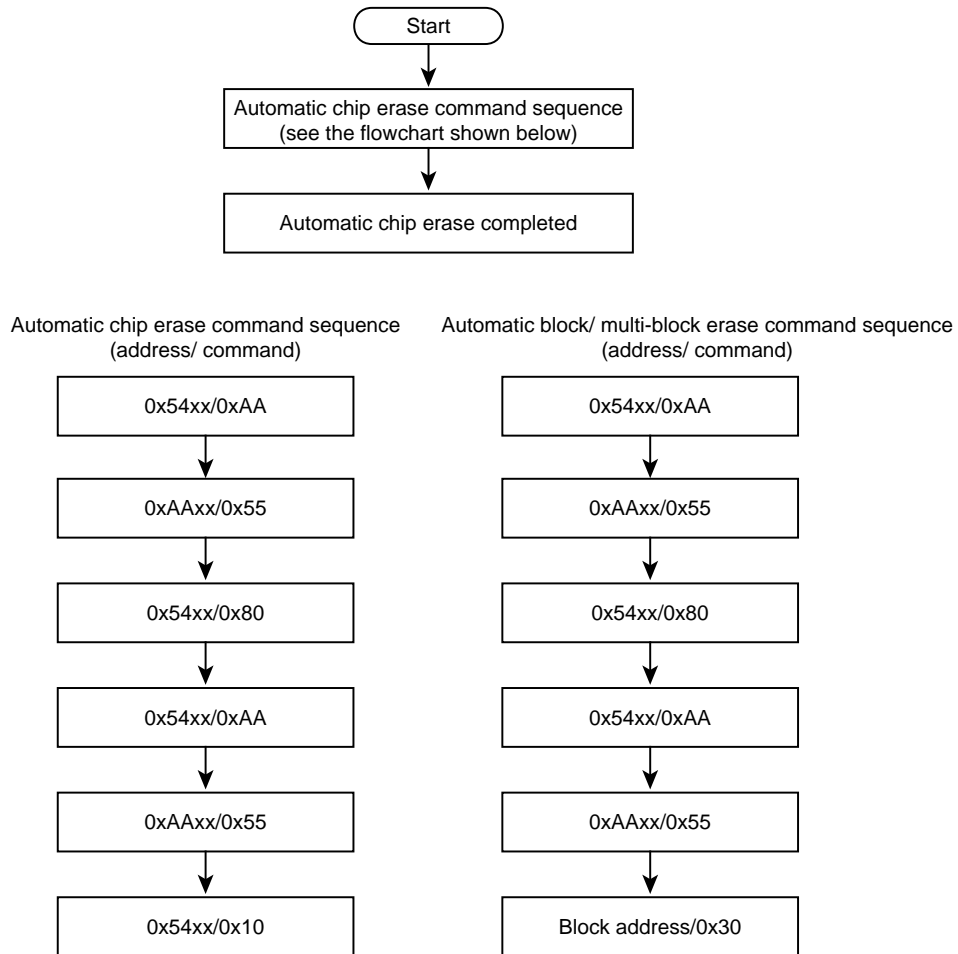 Start
Automatic chip erase command sequence
(see the flowchart shown below)
Automatic chip erase completed
Automatic chip erase command sequence
(address/ command)
0x54xx/0xAA
0xAAxx/0x55
0x54xx/0x80
0x54xx/0xAA
0xAAxx/0x55
0x54xx/0x10
Automatic block/ multi-block erase command sequence
(address/ command)
0x54xx/0xAA
0xAAxx/0x55
0x54xx/0x80
0x54xx/0xAA
0xAAxx/0x55
Block address/0x30